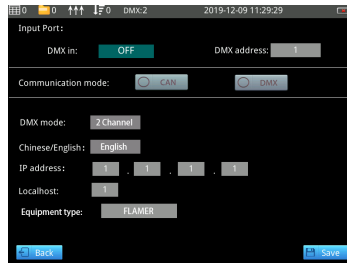 0 0 0 DMX:2 2019-12-09 11:29:29
Input Port:
DMX in: OFF DMX address: 1
Communication mode: CAN DMX
DMX mode: 2 Channel
Chinese/English: English
IP address: 1 . 1 . 1 . 1
Localhost: 1
Equipment type: FLAMER
Back Save